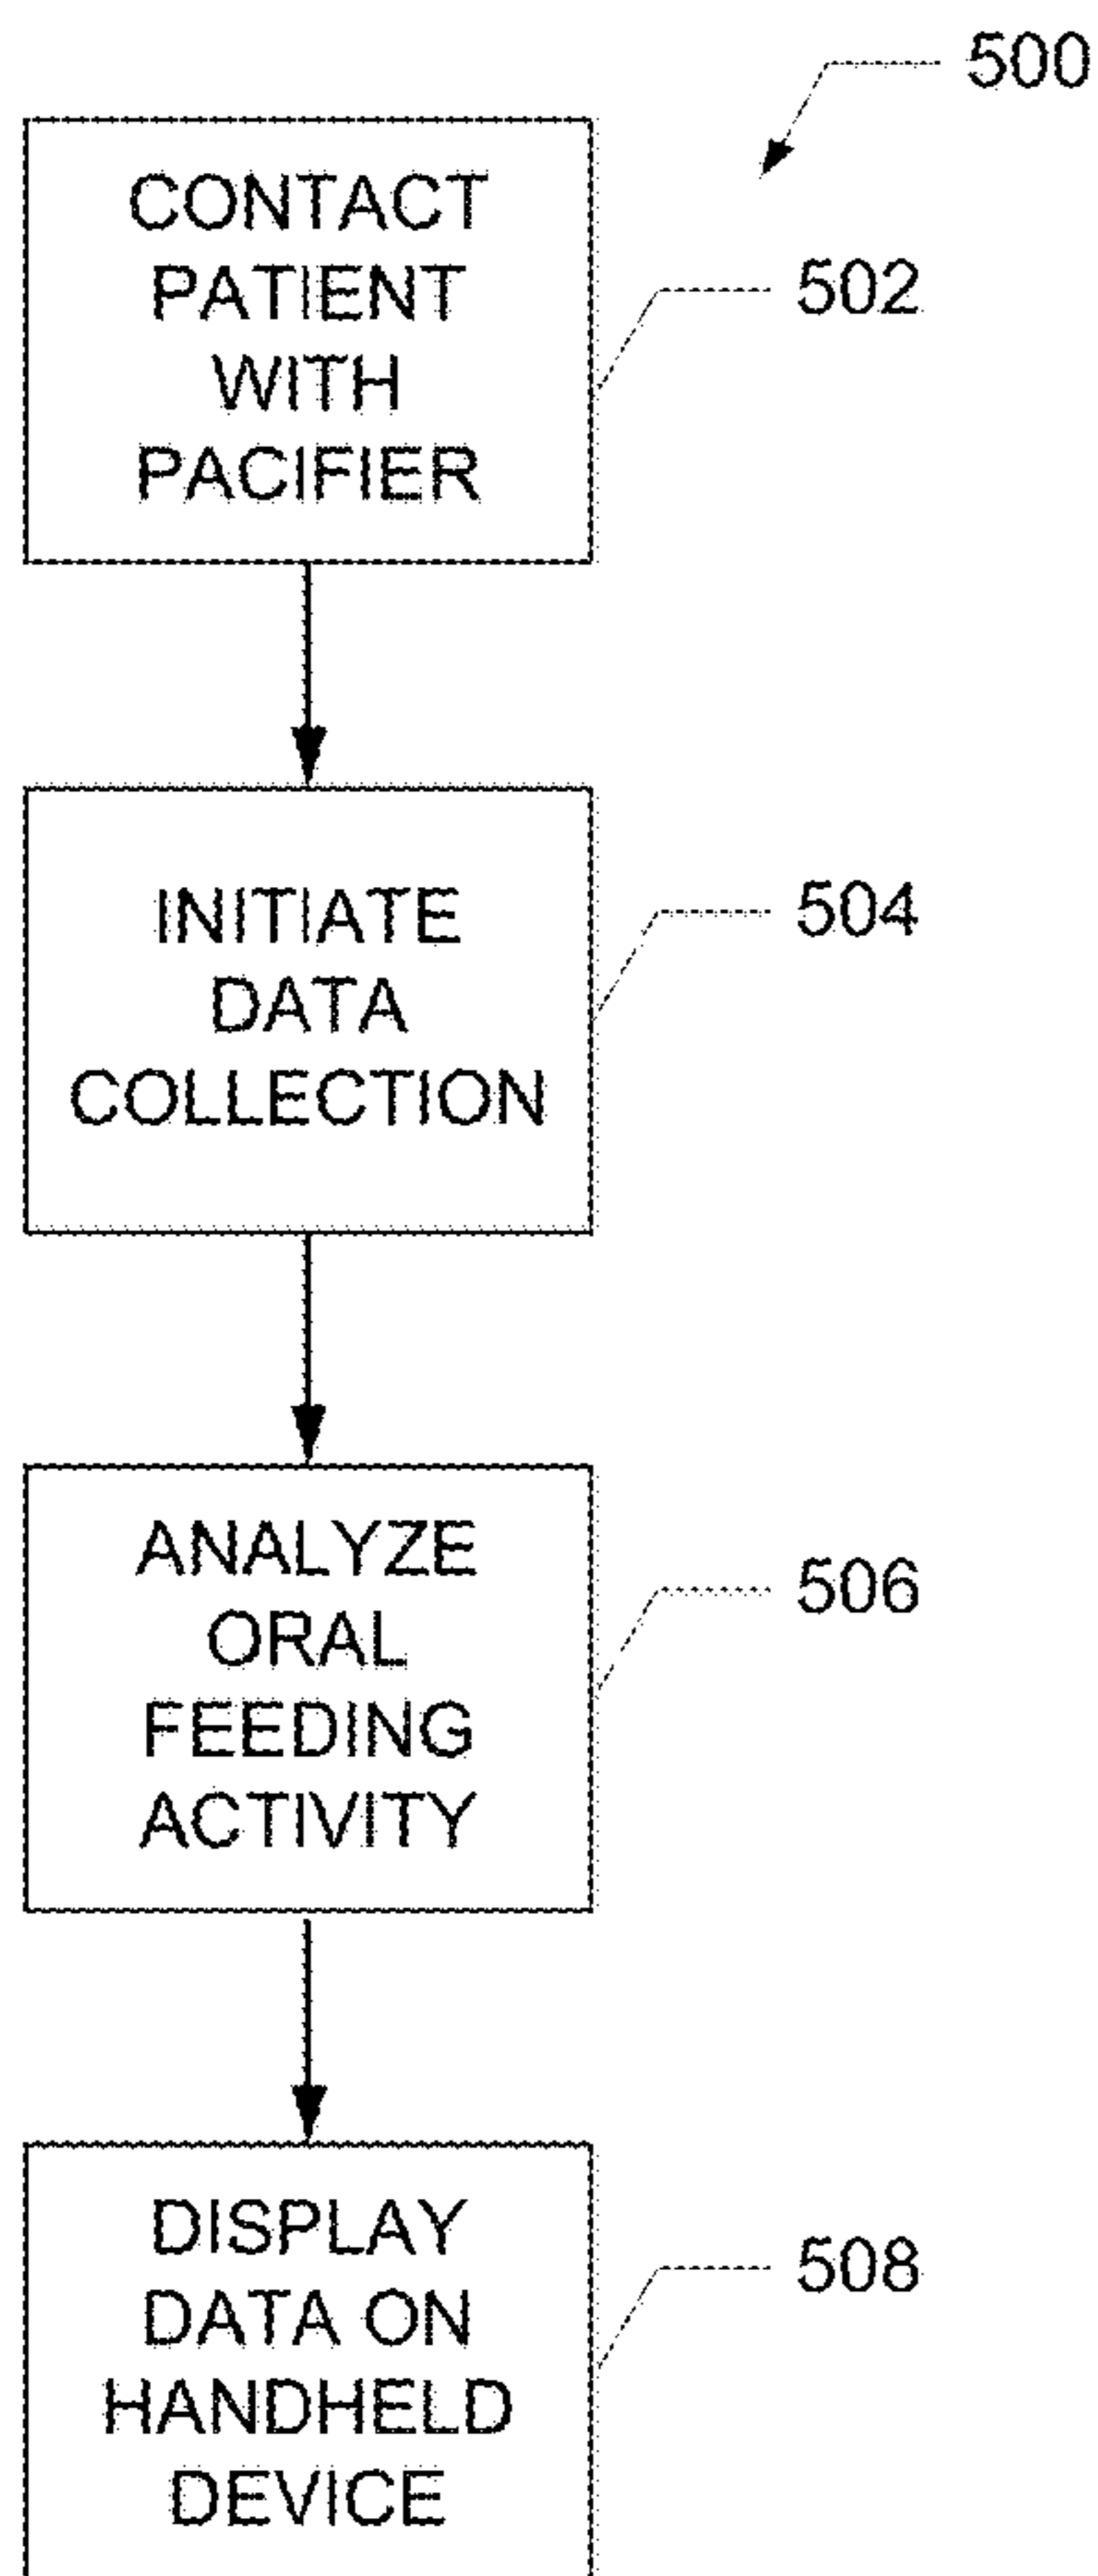 500
CONTACT
PATIENT
WITH
PACIFIER
502
INITIATE
DATA
COLLECTION
504
ANALYZE
ORAL
FEEDING
ACTIVITY
506
DISPLAY
DATA ON
HANDHELD
DEVICE
508